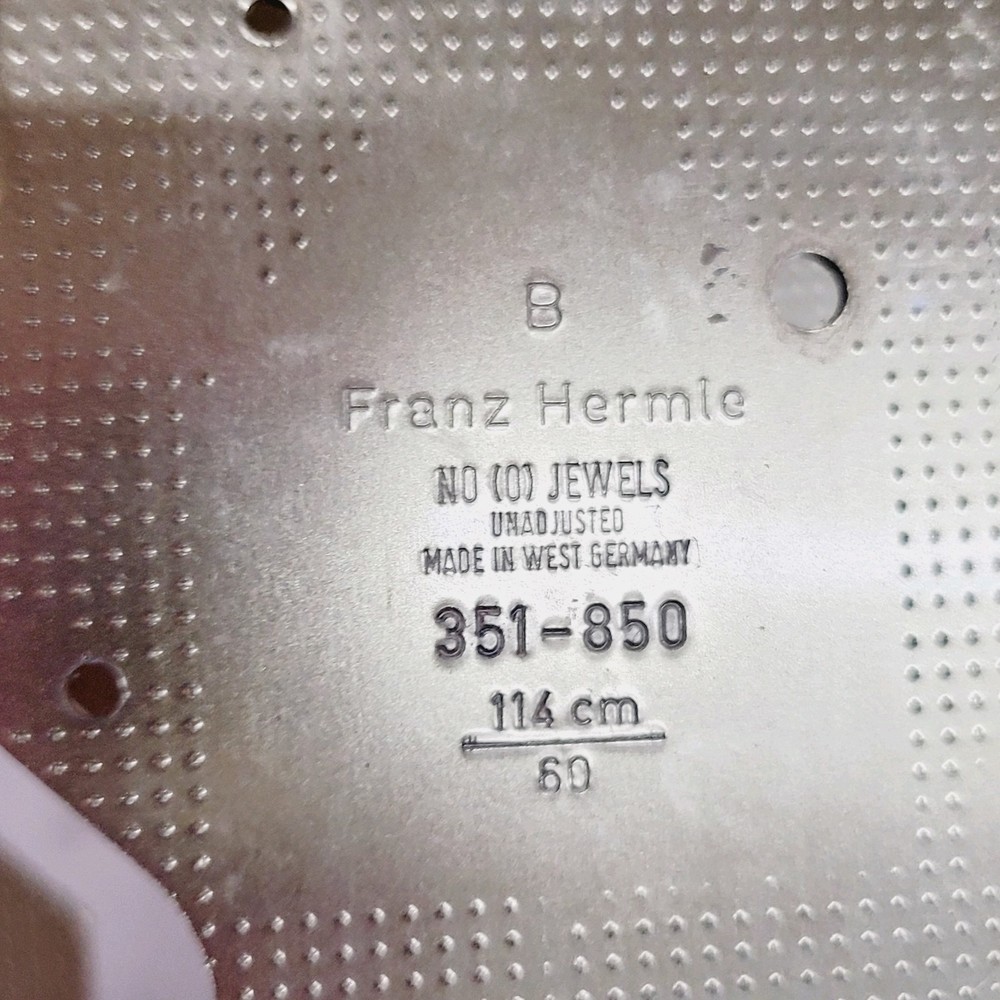 B
Franz Hermle
NO (0) JEWELS
UNADJUSTED
MADE IN WEST GERMANY
351-850
114 cm
60